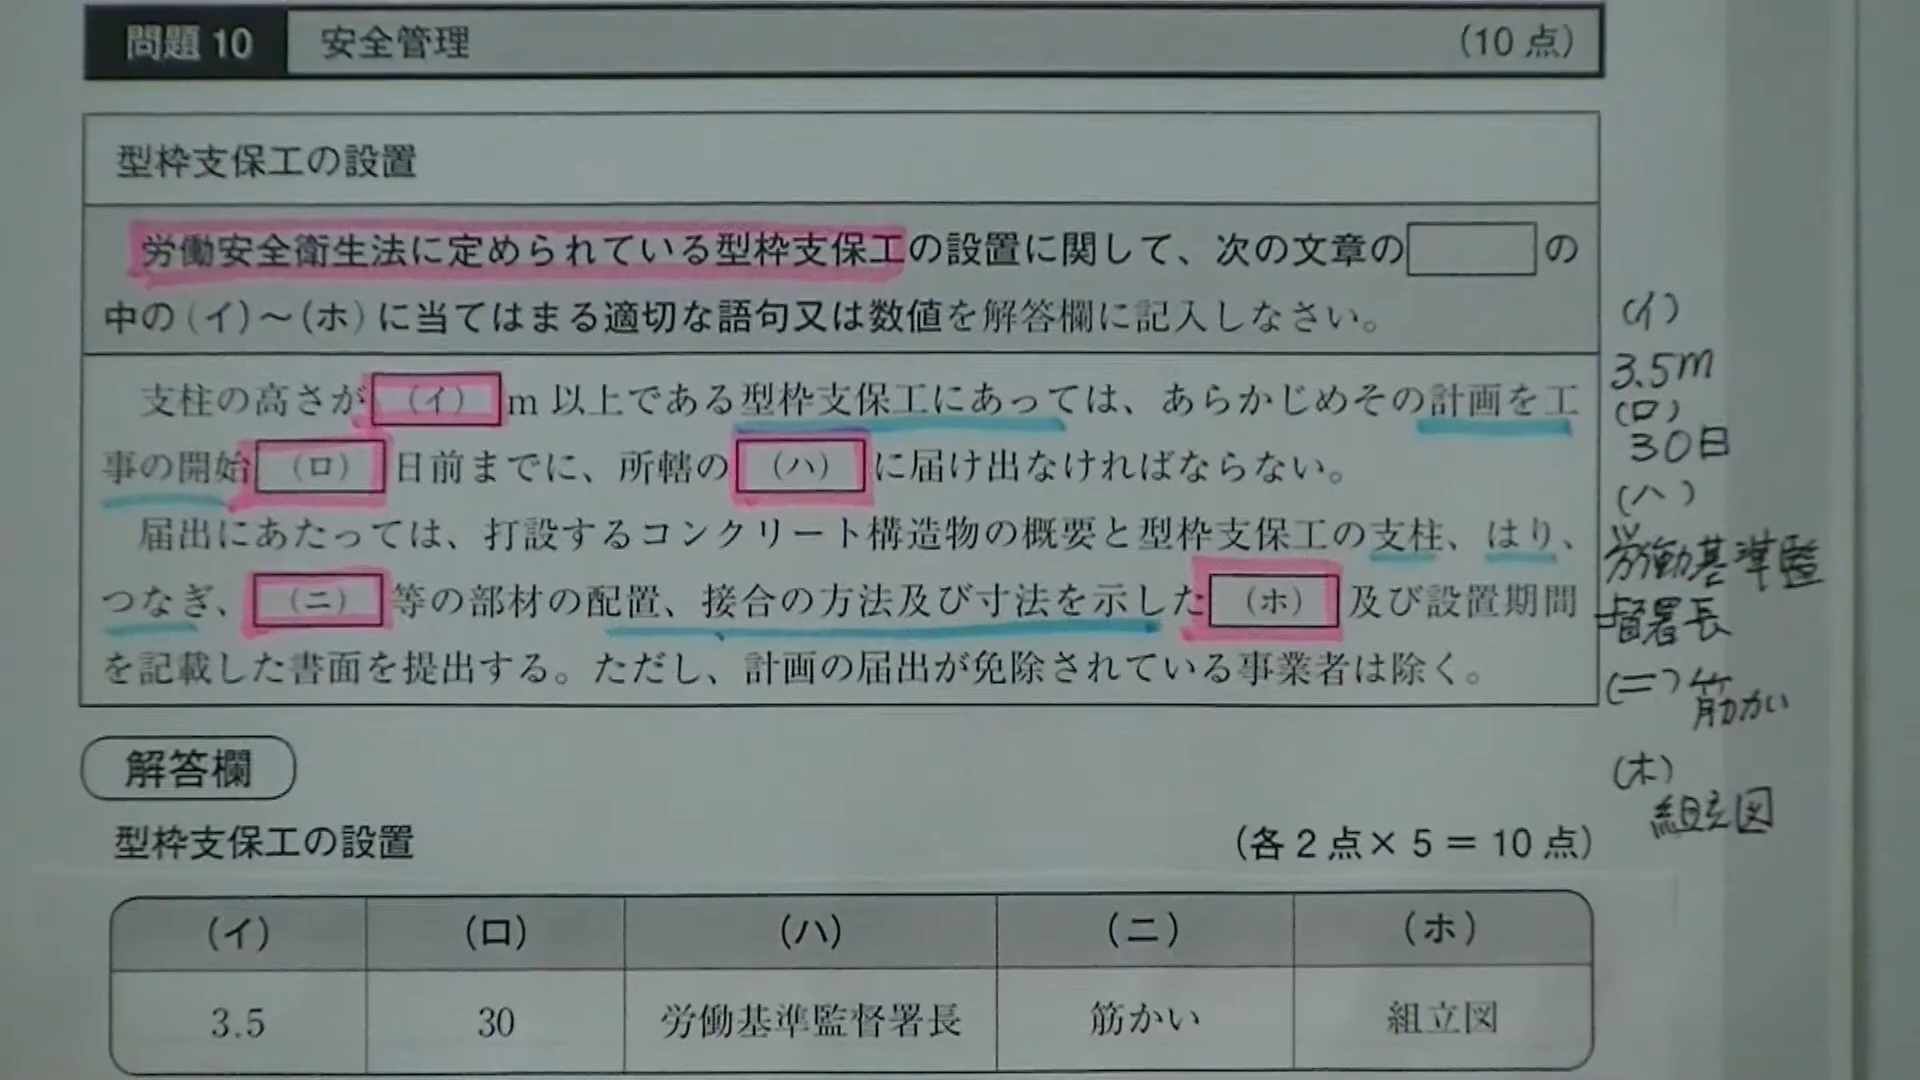 問題10 安全管理 (10点)
型枠支保工の設置
労働安全衛生法に定められている型枠支保工の設置に関して、次の文章の の
中の(イ)～(ホ)に当てはまる適切な語句又は数値を解答欄に記入しなさい。
支柱の高さが (イ) m以上である型枠支保工にあっては、あらかじめその計画を工
事の開始 (ロ) 日前までに、所轄の (ハ) に届け出なければならない。
届出にあたっては、打設するコンクリート構造物の概要と型枠支保工の支柱、はり、
つなぎ、 (ニ) 等の部材の配置、接合の方法及び寸法を示した (ホ) 及び設置期間
を記載した書面を提出する。ただし、計画の届出が免除されている事業者は除く。
(イ)
3.5m
(ロ)
30日
(ハ)
労働基準監
督署長
(ニ) 筋かい
(ホ)
組立図
解答欄
型枠支保工の設置 (各2点×5＝10点)
(イ) (ロ) (ハ) (ニ) (ホ)
3.5 30 労働基準監督署長 筋かい 組立図